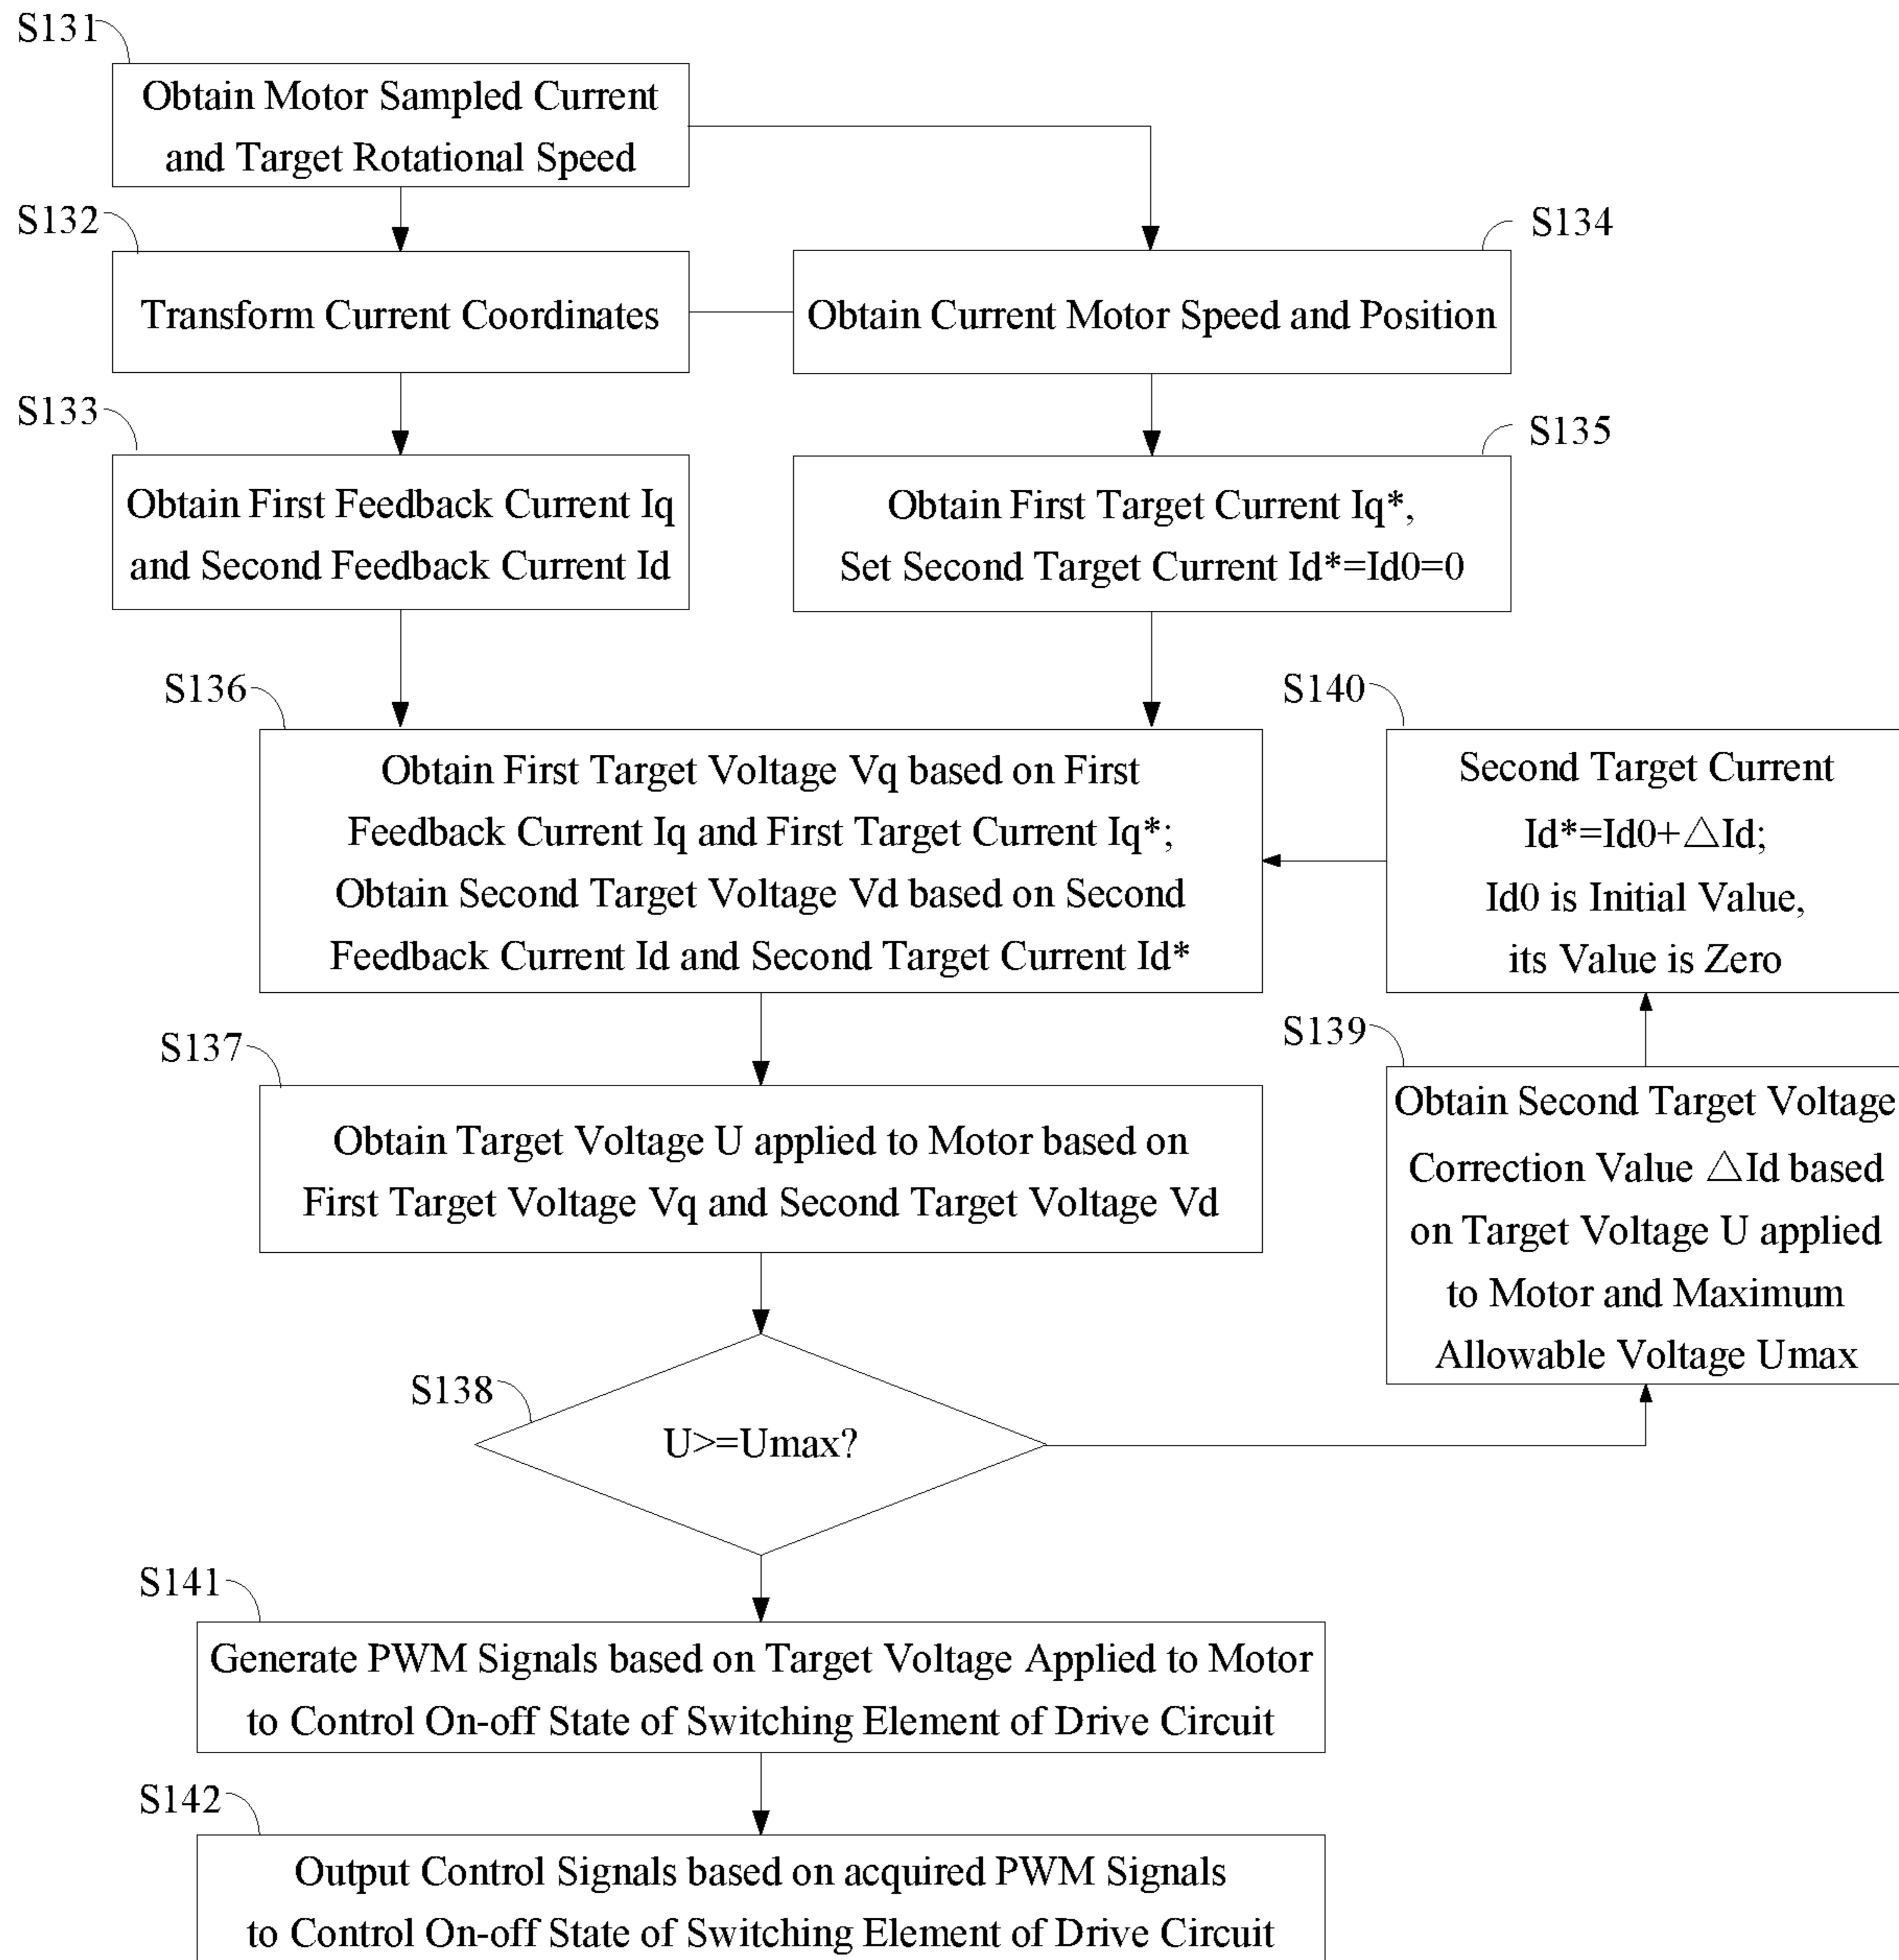 S131
Obtain Motor Sampled Current
and Target Rotational Speed
S132
Transform Current Coordinates
S134
Obtain Current Motor Speed and Position
S133
Obtain First Feedback Current Iq
and Second Feedback Current Id
S135
Obtain First Target Current Iq*,
Set Second Target Current Id*=Id0=0
S136
Obtain First Target Voltage Vq based on First
Feedback Current Iq and First Target Current Iq*;
Obtain Second Target Voltage Vd based on Second
Feedback Current Id and Second Target Current Id*
S140
Second Target Current
Id*=Id0+△Id;
Id0 is Initial Value,
its Value is Zero
S137
Obtain Target Voltage U applied to Motor based on
First Target Voltage Vq and Second Target Voltage Vd
S139
Obtain Second Target Voltage
Correction Value △Id based
on Target Voltage U applied
to Motor and Maximum
Allowable Voltage Umax
S138
U>=Umax?
S141
Generate PWM Signals based on Target Voltage Applied to Motor
to Control On-off State of Switching Element of Drive Circuit
S142
Output Control Signals based on acquired PWM Signals
to Control On-off State of Switching Element of Drive Circuit